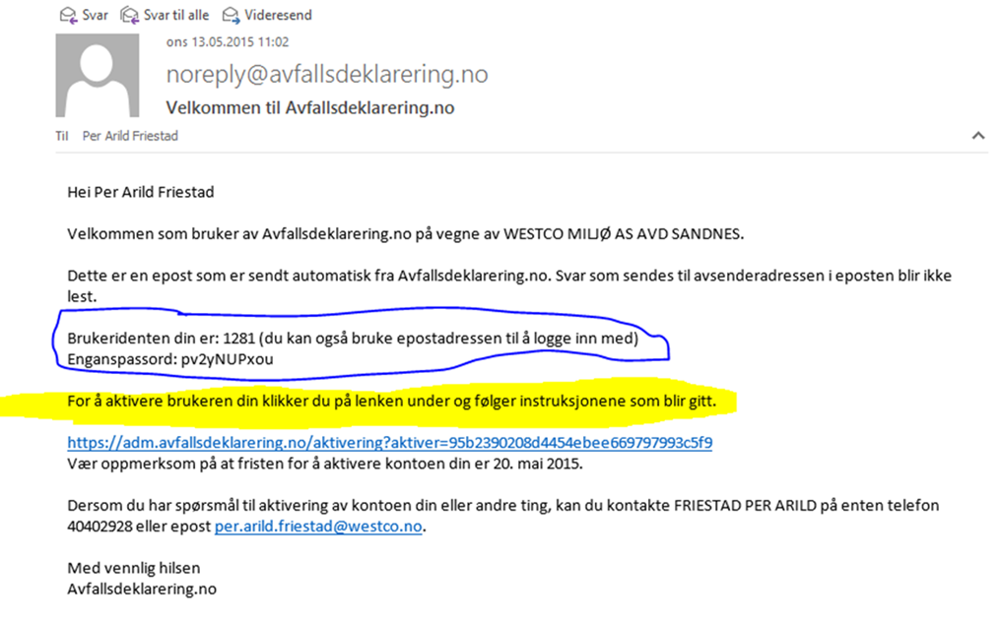 Svar Svar til alle Videresend
ons 13.05.2015 11:02
noreply@avfallsdeklarering.no
Velkommen til Avfallsdeklarering.no
Til Per Arild Friestad
Hei Per Arild Friestad
Velkommen som bruker av Avfallsdeklarering.no på vegne av WESTCO MILJØ AS AVD SANDNES.
Dette er en epost som er sendt automatisk fra Avfallsdeklarering.no. Svar som sendes til avsenderadressen i eposten blir ikke
lest.
Brukeridenten din er: 1281 (du kan også bruke epostadressen til å logge inn med)
Enganspassord: pv2yNUPxou
For å aktivere brukeren din klikker du på lenken under og følger instruksjonene som blir gitt.
https://adm.avfallsdeklarering.no/aktivering?aktiver=95b2390208d4454ebee669797993c5f9
Vær oppmerksom på at fristen for å aktivere kontoen din er 20. mai 2015.
Dersom du har spørsmål til aktivering av kontoen din eller andre ting, kan du kontakte FRIESTAD PER ARILD på enten telefon
40402928 eller epost per.arild.friestad@westco.no.
Med vennlig hilsen
Avfallsdeklarering.no